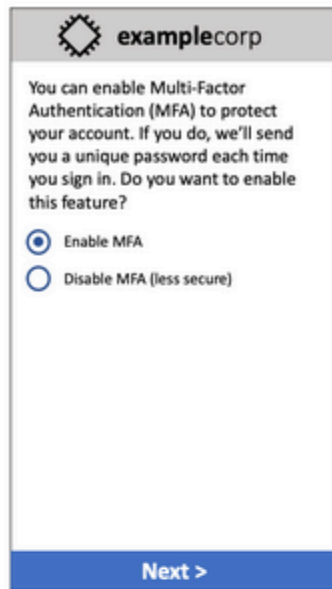 examplecorp
You can enable Multi-Factor
Authentication (MFA) to protect
your account. If you do, we'll send
you a unique password each time
you sign in. Do you want to enable
this feature?
Enable MFA
Disable MFA (less secure)
Next >